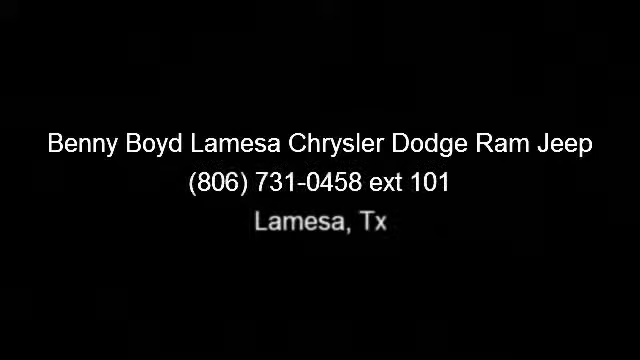 Benny Boyd Lamesa Chrysler Dodge Ram Jeep
(806) 731-0458 ext 101
Lamesa, Tx